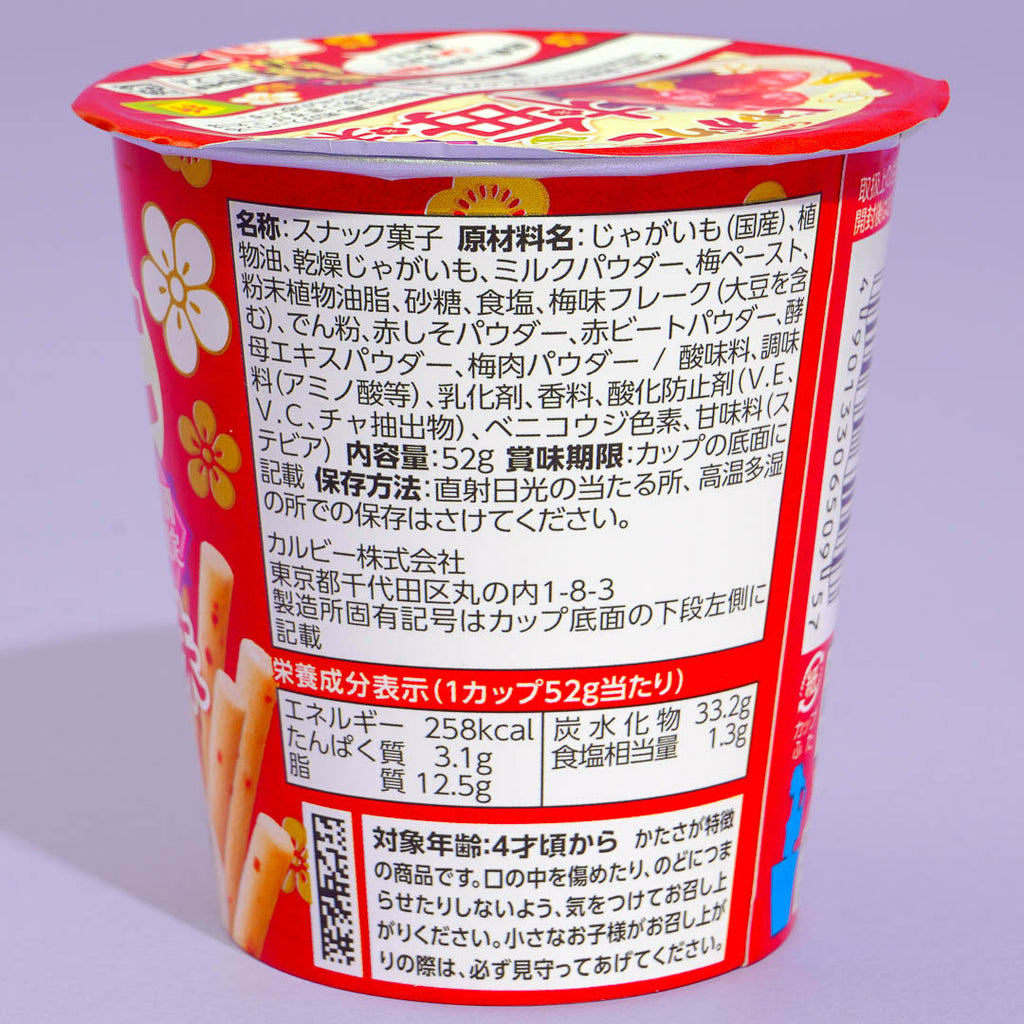 名称:スナック菓子 原材料名:じゃがいも(国産)、植
物油、乾燥じゃがいも、ミルクパウダー、梅ペースト、
粉末植物油脂、砂糖、食塩、梅味フレーク(大豆を含
む)、でん粉、赤しそパウダー、赤ビートパウダー、酵
母エキスパウダー、梅肉パウダー / 酸味料、調味
料(アミノ酸等)、乳化剤、香料、酸化防止剤(V.E、
V.C、チャ抽出物)、ベニコウジ色素、甘味料(ス
テビア) 内容量:52g 賞味期限:カップの底面に
記載 保存方法:直射日光の当たる所、高温多湿
の所での保存はさけてください。
カルビー株式会社
東京都千代田区丸の内1-8-3
製造所固有記号はカップ底面の下段左側に
記載
栄養成分表示(1カップ52g当たり)
エネルギー 258kcal
たんぱく質 3.1g
脂質 12.5g
炭水化物 33.2g
食塩相当量 1.3g
対象年齢:4才頃から かたさが特徴
の商品です。口の中を傷めたり、のどにつま
らせたりしないよう、気をつけてお召し上
がりください。小さなお子様がお召し上が
りの際は、必ず見守ってあげてください。
取扱上の
開封後は
4 901330 650957
紙
カップ
ふた